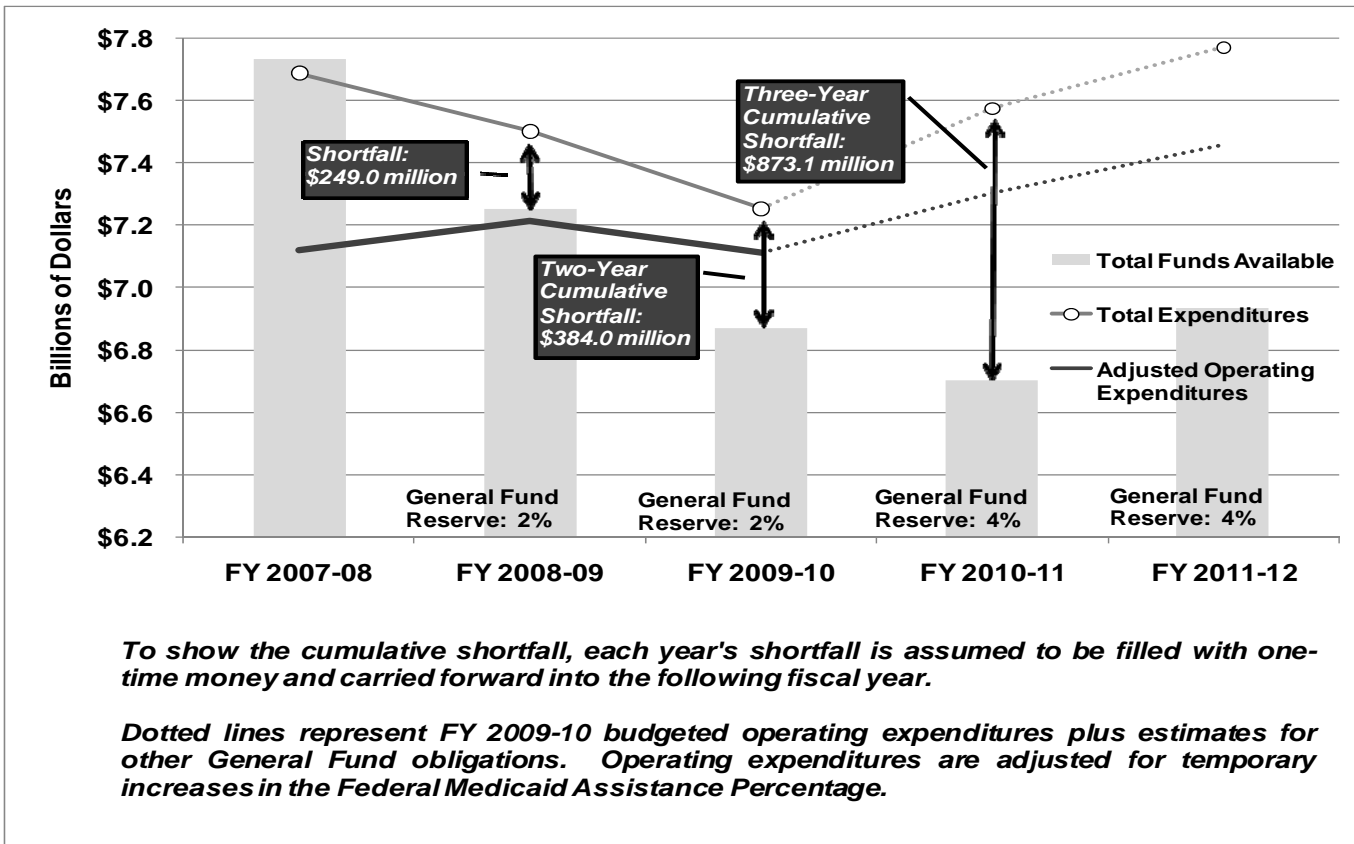 $7.8
$7.6
$7.4
$7.2
$7.0
$6.8
$6.6
$6.4
$6.2
Billions of Dollars
Shortfall:
$249.0 million
Two-Year
Cumulative
Shortfall:
$384.0 million
Three-Year
Cumulative
Shortfall:
$873.1 million
Total Funds Available
Total Expenditures
Adjusted Operating
Expenditures
General Fund
Reserve: 2%
General Fund
Reserve: 2%
General Fund
Reserve: 4%
General Fund
Reserve: 4%
FY 2007-08
FY 2008-09
FY 2009-10
FY 2010-11
FY 2011-12
To show the cumulative shortfall, each year's shortfall is assumed to be filled with one-
time money and carried forward into the following fiscal year.
Dotted lines represent FY 2009-10 budgeted operating expenditures plus estimates for
other General Fund obligations. Operating expenditures are adjusted for temporary
increases in the Federal Medicaid Assistance Percentage.